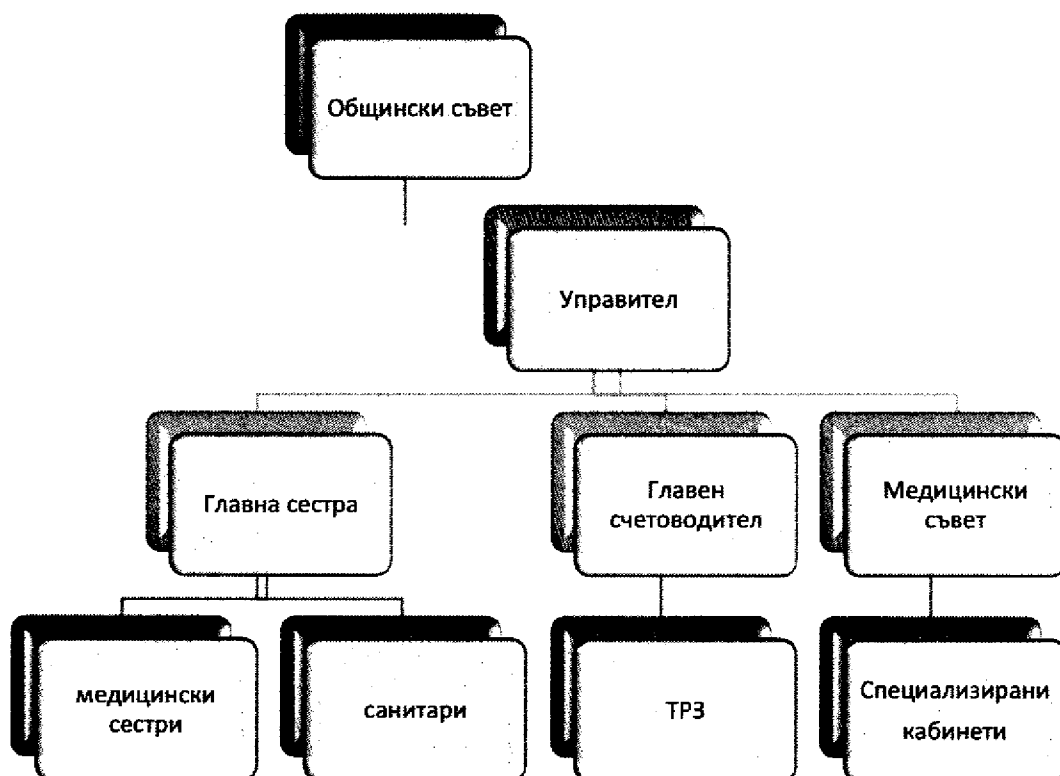 Общински съвет
Управител
Главна сестра
Главен
счетоводител
Медицински
съвет
медицински
сестри
санитари
ТРЗ
Специализирани
кабинети